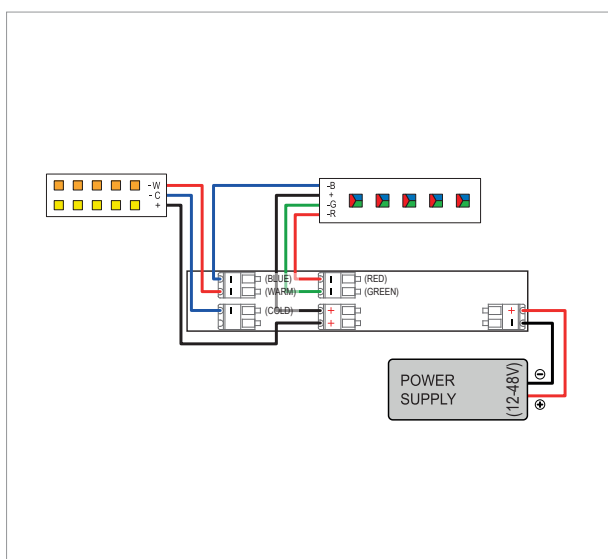 -W
-C
+
-B
+
-G
-R
(BLUE)
(RED)
(WARM)
(GREEN)
(COLD)
+
+
+
-
POWER
SUPPLY
(12-48V)